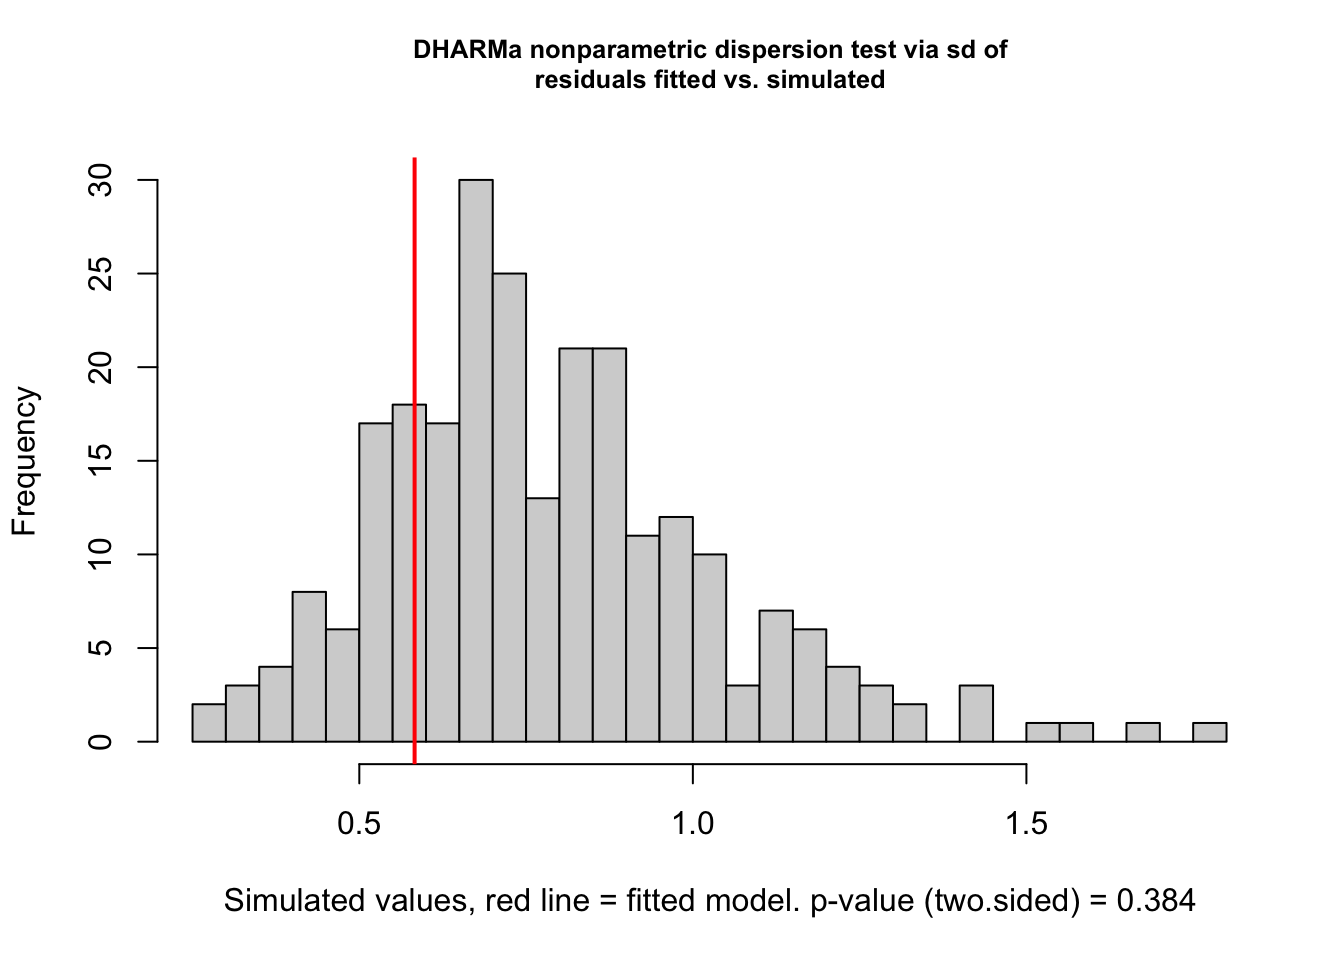 DHARMa nonparametric dispersion test via sd of
residuals fitted vs. simulated
Frequency
30
25
20
15
10
5
0
0.5 1.0 1.5
Simulated values, red line = fitted model. p-value (two.sided) = 0.384